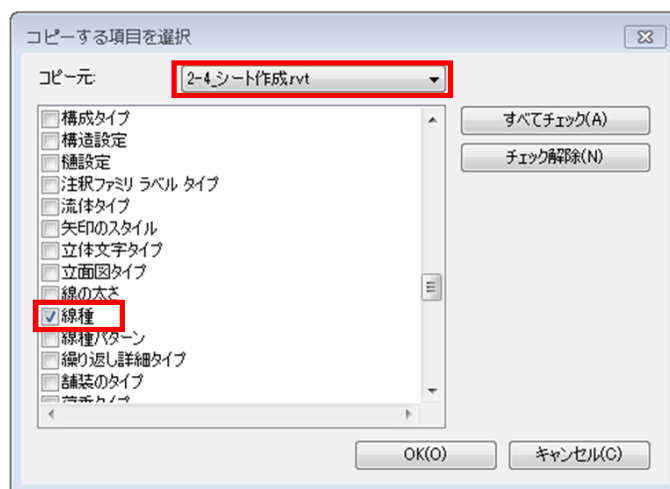 コピーする項目を選択
コピー元:
2-4_シート作成.rvt
構成タイプ
構造設定
樋設定
注釈ファミリ ラベル タイプ
流体タイプ
矢印のスタイル
立体文字タイプ
立面図タイプ
線の太さ
線種
線種パターン
繰り返し詳細タイプ
舗装のタイプ
荷重タイプ
すべてチェック(A)
チェック解除(N)
OK(O)
キャンセル(C)